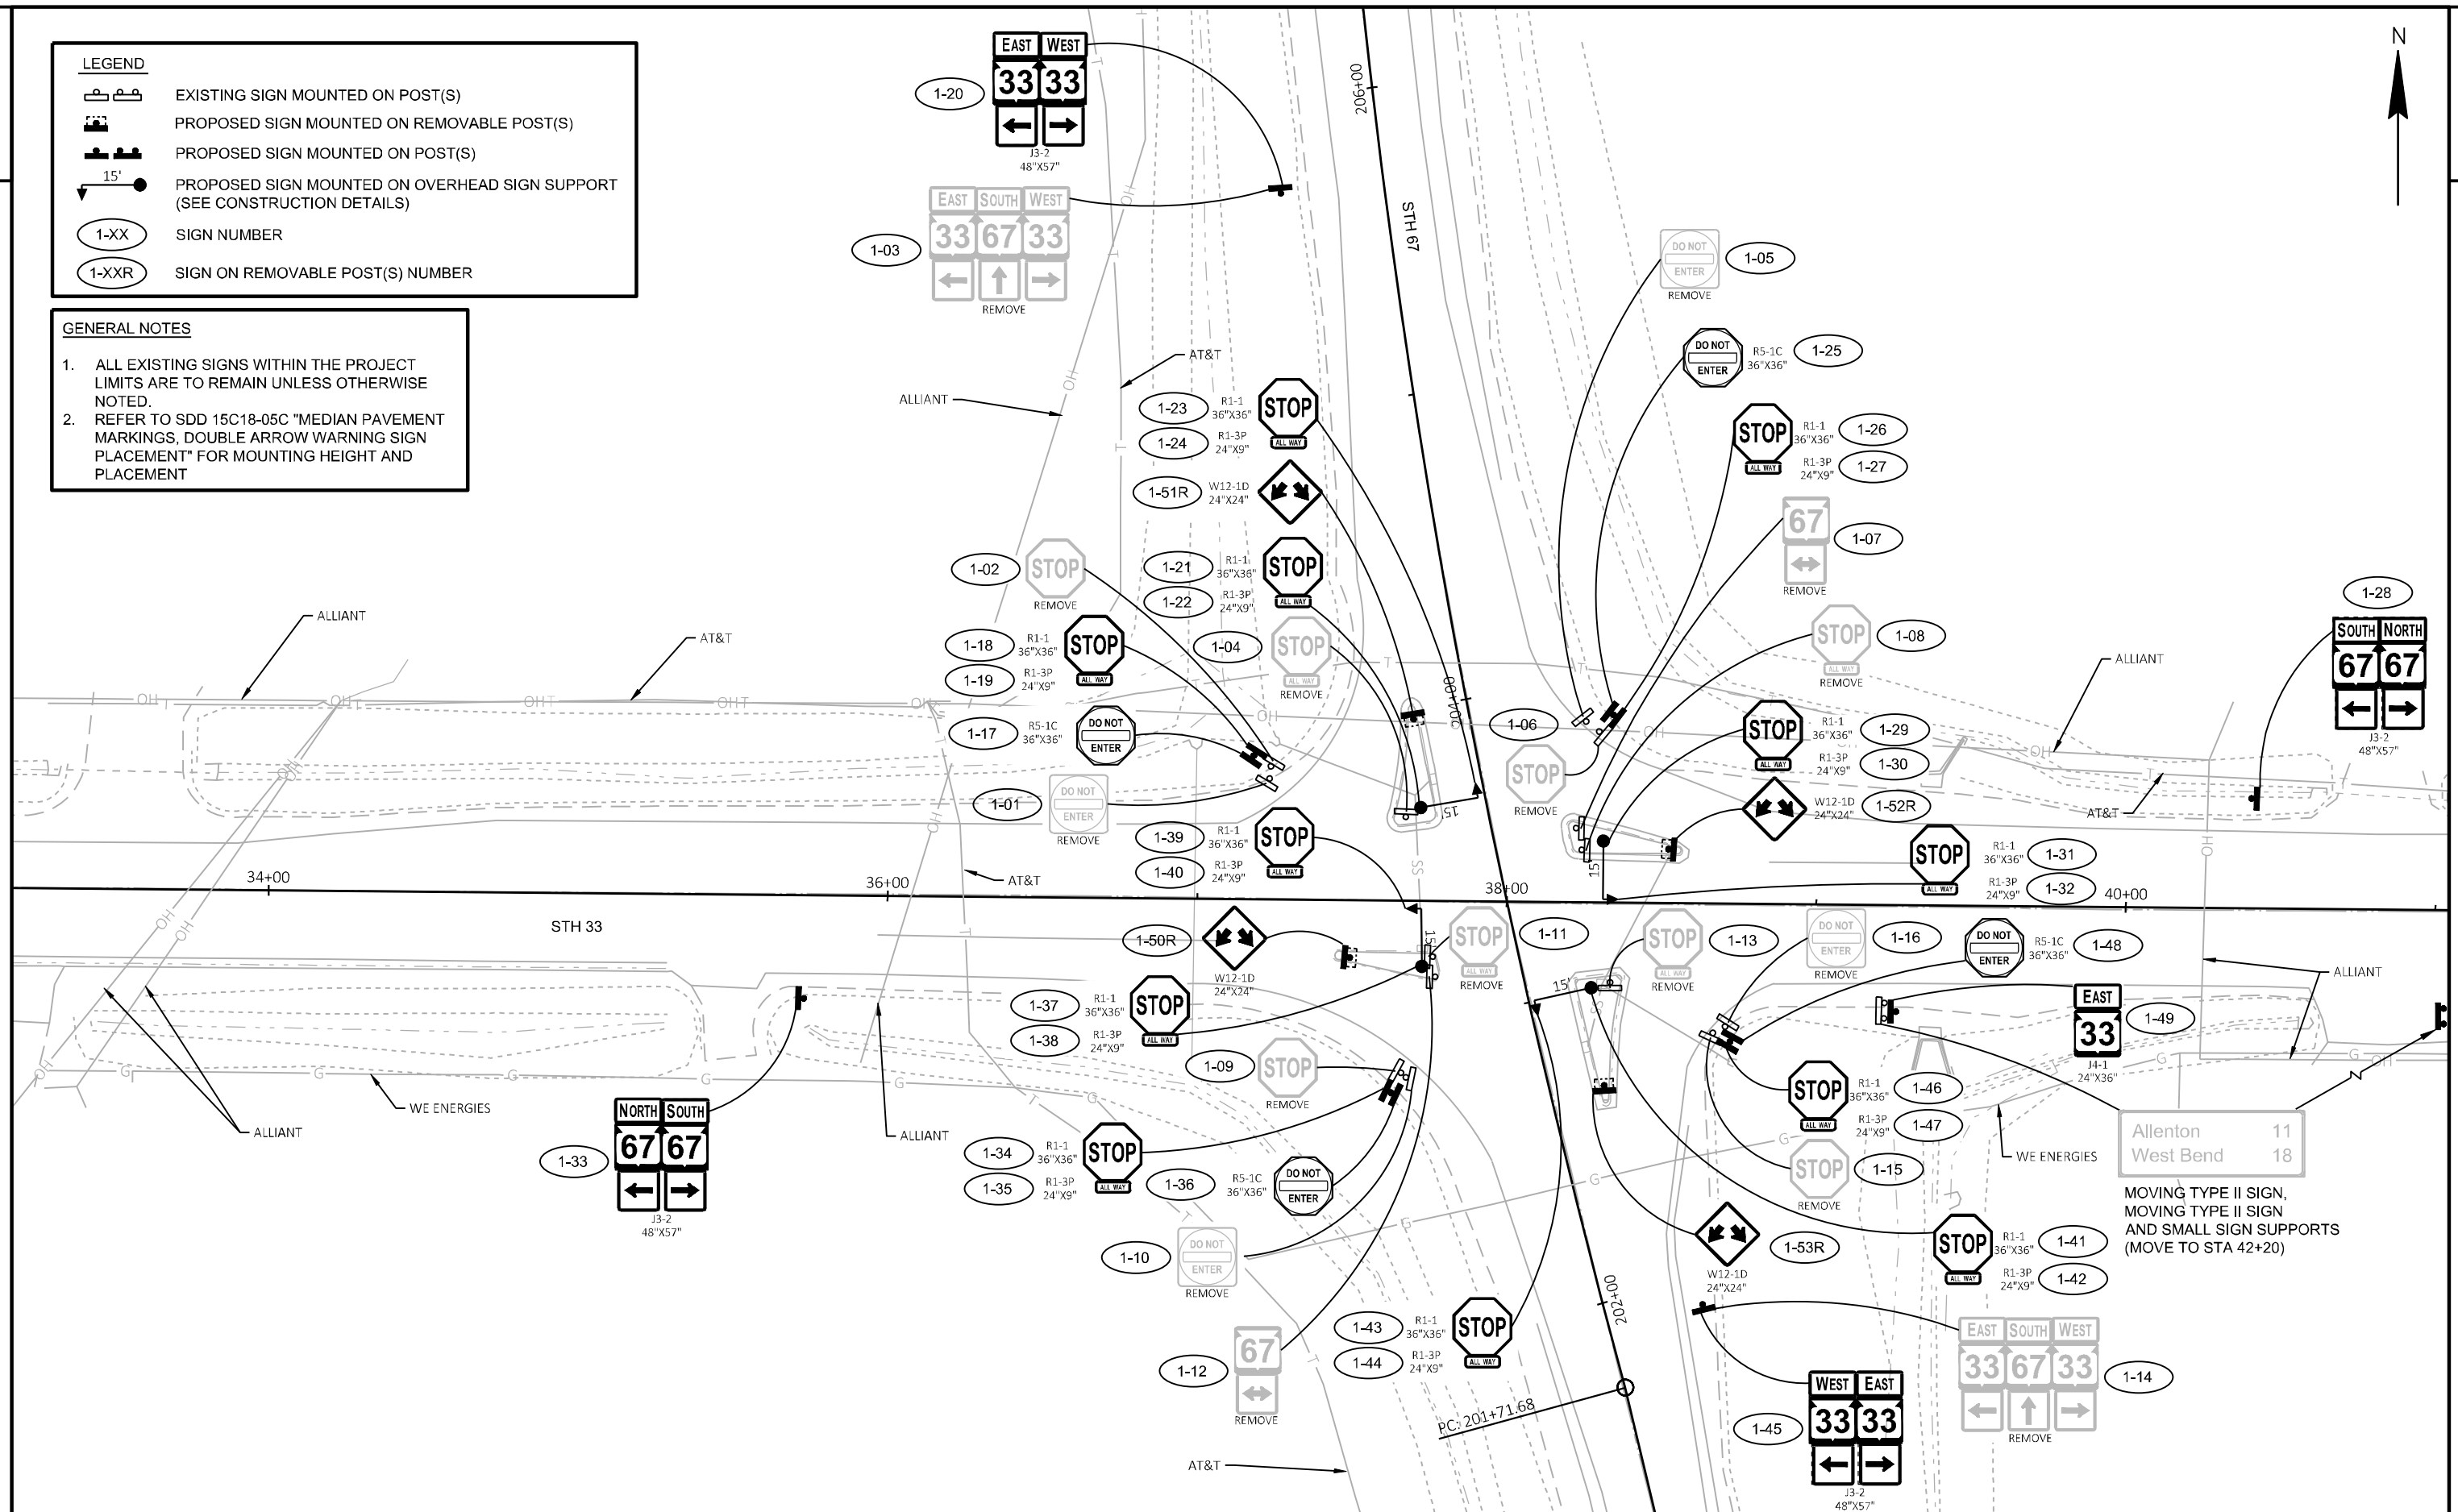 LEGEND
EXISTING SIGN MOUNTED ON POST(S)
PROPOSED SIGN MOUNTED ON REMOVABLE POST(S)
PROPOSED SIGN MOUNTED ON POST(S)
15'
PROPOSED SIGN MOUNTED ON OVERHEAD SIGN SUPPORT
(SEE CONSTRUCTION DETAILS)
1-XX
SIGN NUMBER
1-XXR
SIGN ON REMOVABLE POST(S) NUMBER
GENERAL NOTES
1. ALL EXISTING SIGNS WITHIN THE PROJECT
LIMITS ARE TO REMAIN UNLESS OTHERWISE
NOTED.
2. REFER TO SDD 15C18-05C "MEDIAN PAVEMENT
MARKINGS, DOUBLE ARROW WARNING SIGN
PLACEMENT" FOR MOUNTING HEIGHT AND
PLACEMENT
N
1-20
EAST WEST
33 33
J3-2
48"X57"
1-03
EAST SOUTH WEST
33 67 33
REMOVE
206+00
STH 67
DO NOT
ENTER
REMOVE
1-05
DO NOT
ENTER
R5-1C
36"X36"
1-25
AT&T
ALLIANT
1-23
R1-1
36"X36"
STOP
1-24
R1-3P
24"X9"
ALL WAY
1-51R
W12-1D
24"X24"
STOP
ALL WAY
R1-1
36"X36"
1-26
R1-3P
24"X9"
1-27
67
REMOVE
1-07
1-02
STOP
REMOVE
1-21
R1-1
36"X36"
STOP
1-22
R1-3P
24"X9"
ALL WAY
1-28
SOUTH NORTH
67 67
J3-2
48"X57"
ALLIANT
AT&T
1-18
R1-1
36"X36"
STOP
1-19
R1-3P
24"X9"
ALL WAY
1-04
STOP
ALL WAY
REMOVE
STOP
ALL WAY
REMOVE
1-08
ALLIANT
1-17
R5-1C
36"X36"
DO NOT
ENTER
204+00
1-06
STOP
REMOVE
STOP
ALL WAY
R1-1
36"X36"
1-29
R1-3P
24"X9"
1-30
1-01
DO NOT
ENTER
REMOVE
15'
W12-1D
24"X24"
1-52R
AT&T
1-39
R1-1
36"X36"
STOP
1-40
R1-3P
24"X9"
ALL WAY
15'
STOP
ALL WAY
R1-1
36"X36"
1-31
R1-3P
24"X9"
1-32
34+00
36+00
AT&T
38+00
40+00
STH 33
1-50R
W12-1D
24"X24"
15'
STOP
ALL WAY
REMOVE
1-11
STOP
ALL WAY
REMOVE
1-13
DO NOT
ENTER
REMOVE
1-16
DO NOT
ENTER
R5-1C
36"X36"
1-48
ALLIANT
1-37
R1-1
36"X36"
STOP
1-38
R1-3P
24"X9"
ALL WAY
15'
EAST
33
J4-1
24"X36"
1-49
1-09
STOP
REMOVE
WE ENERGIES
ALLIANT
ALLIANT
STOP
ALL WAY
R1-1
36"X36"
1-46
R1-3P
24"X9"
1-47
WE ENERGIES
Allenton 11
West Bend 18
MOVING TYPE II SIGN,
MOVING TYPE II SIGN
AND SMALL SIGN SUPPORTS
(MOVE TO STA 42+20)
1-33
NORTH SOUTH
67 67
J3-2
48"X57"
1-34
R1-1
36"X36"
STOP
1-35
R1-3P
24"X9"
ALL WAY
1-36
R5-1C
36"X36"
DO NOT
ENTER
STOP
REMOVE
1-15
1-10
DO NOT
ENTER
REMOVE
W12-1D
24"X24"
1-53R
STOP
ALL WAY
R1-1
36"X36"
1-41
R1-3P
24"X9"
1-42
202+00
1-12
67
REMOVE
1-43
R1-1
36"X36"
STOP
1-44
R1-3P
24"X9"
ALL WAY
EAST SOUTH WEST
33 67 33
REMOVE
1-14
PC: 201+71.68
1-45
WEST EAST
33 33
J3-2
48"X57"
AT&T